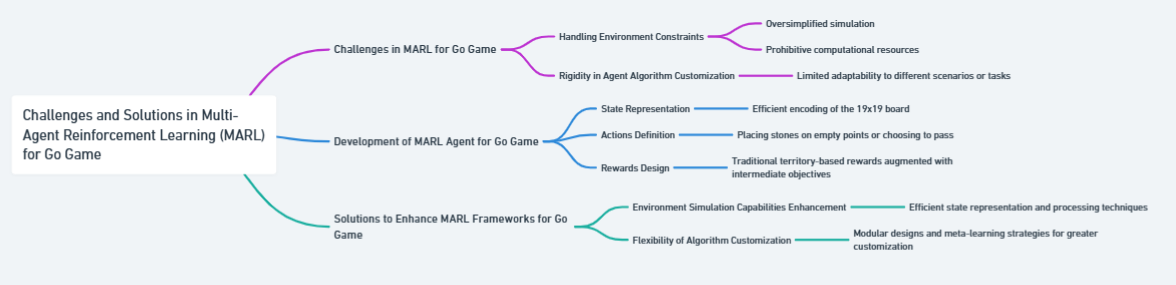 Challenges and Solutions in Multi-
Agent Reinforcement Learning (MARL)
for Go Game
Challenges in MARL for Go Game
Handling Environment Constraints
Oversimplified simulation
Prohibitive computational resources
Rigidity in Agent Algorithm Customization
Limited adaptability to different scenarios or tasks
Development of MARL Agent for Go Game
State Representation
Efficient encoding of the 19x19 board
Actions Definition
Placing stones on empty points or choosing to pass
Rewards Design
Traditional territory-based rewards augmented with
intermediate objectives
Solutions to Enhance MARL Frameworks for Go
Game
Environment Simulation Capabilities Enhancement
Efficient state representation and processing techniques
Flexibility of Algorithm Customization
Modular designs and meta-learning strategies for greater
customization